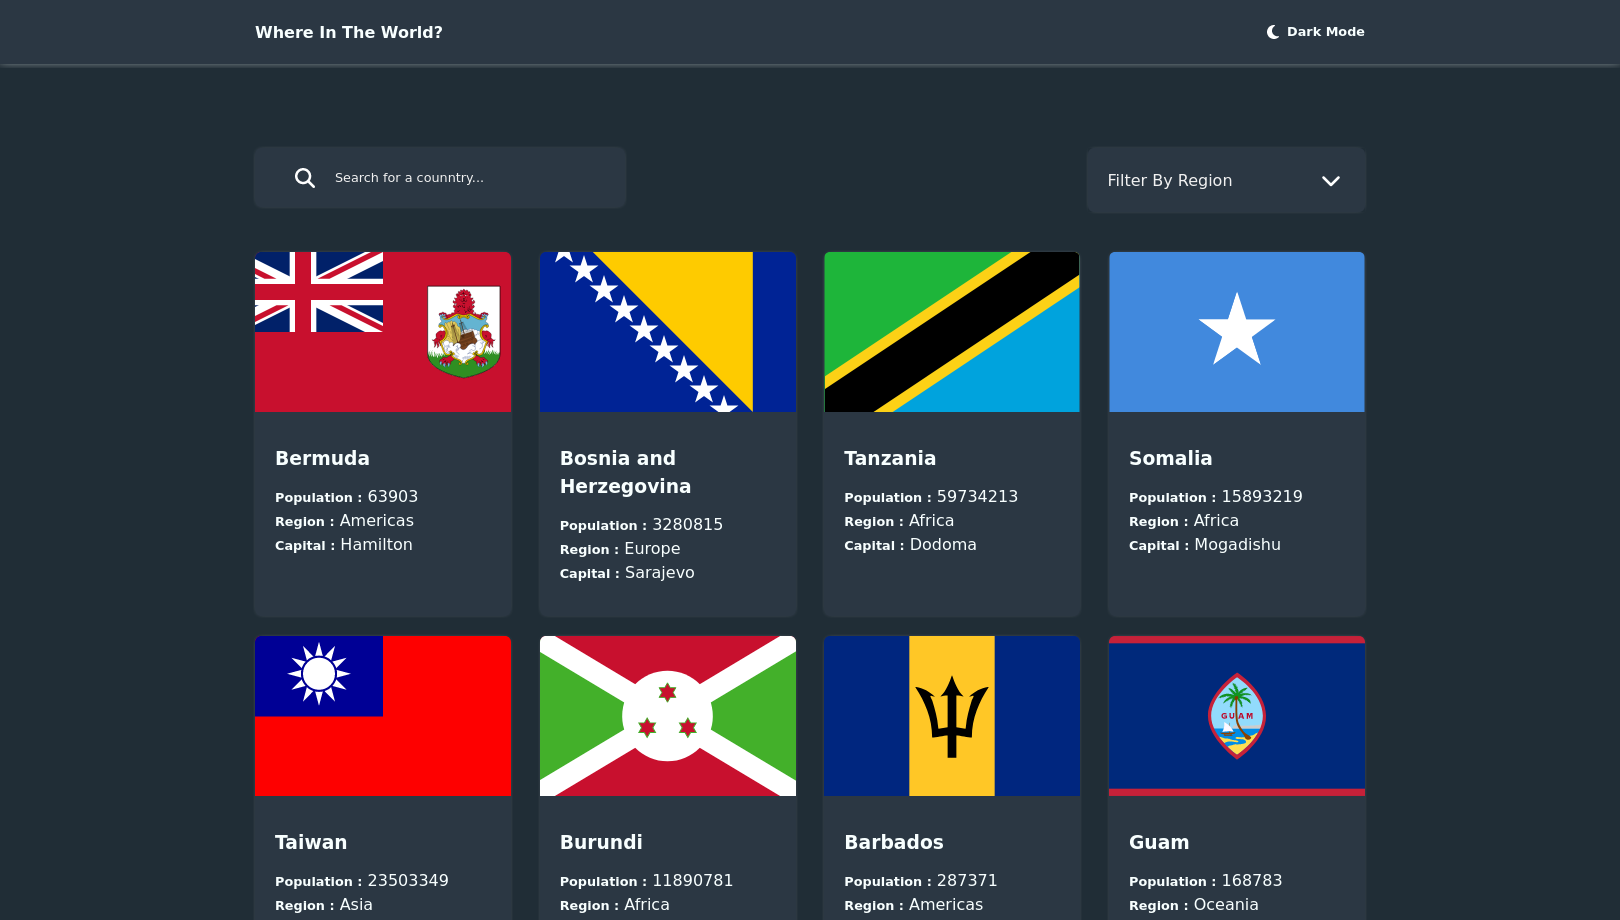 Where In The World?
Dark Mode
Search for a counntry...
Filter By Region
Bermuda
Population : 63903
Region : Americas
Capital : Hamilton
Bosnia and
Herzegovina
Population : 3280815
Region : Europe
Capital : Sarajevo
Tanzania
Population : 59734213
Region : Africa
Capital : Dodoma
Somalia
Population : 15893219
Region : Africa
Capital : Mogadishu
GUAM
Taiwan
Population : 23503349
Region : Asia
Burundi
Population : 11890781
Region : Africa
Barbados
Population : 287371
Region : Americas
Guam
Population : 168783
Region : Oceania